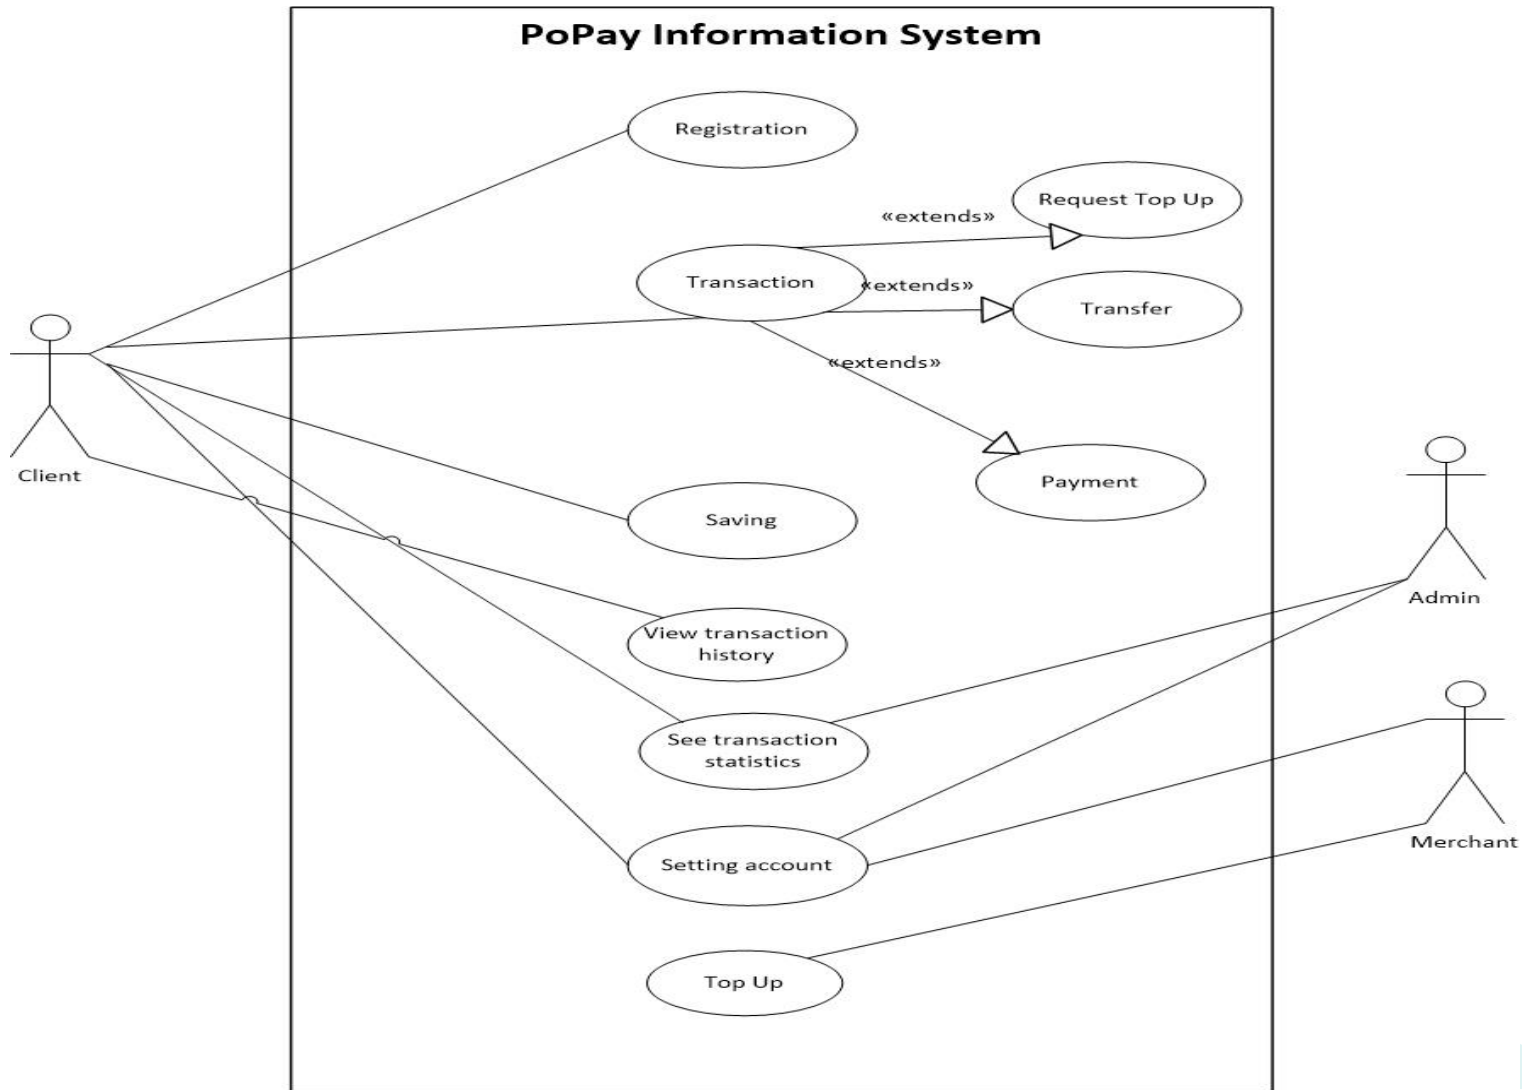 PoPay Information System
Registration
Request Top Up
«extends»
Transaction
«extends»
Transfer
«extends»
Client
Payment
Saving
Admin
View transaction
history
See transaction
statistics
Merchant
Setting account
Top Up